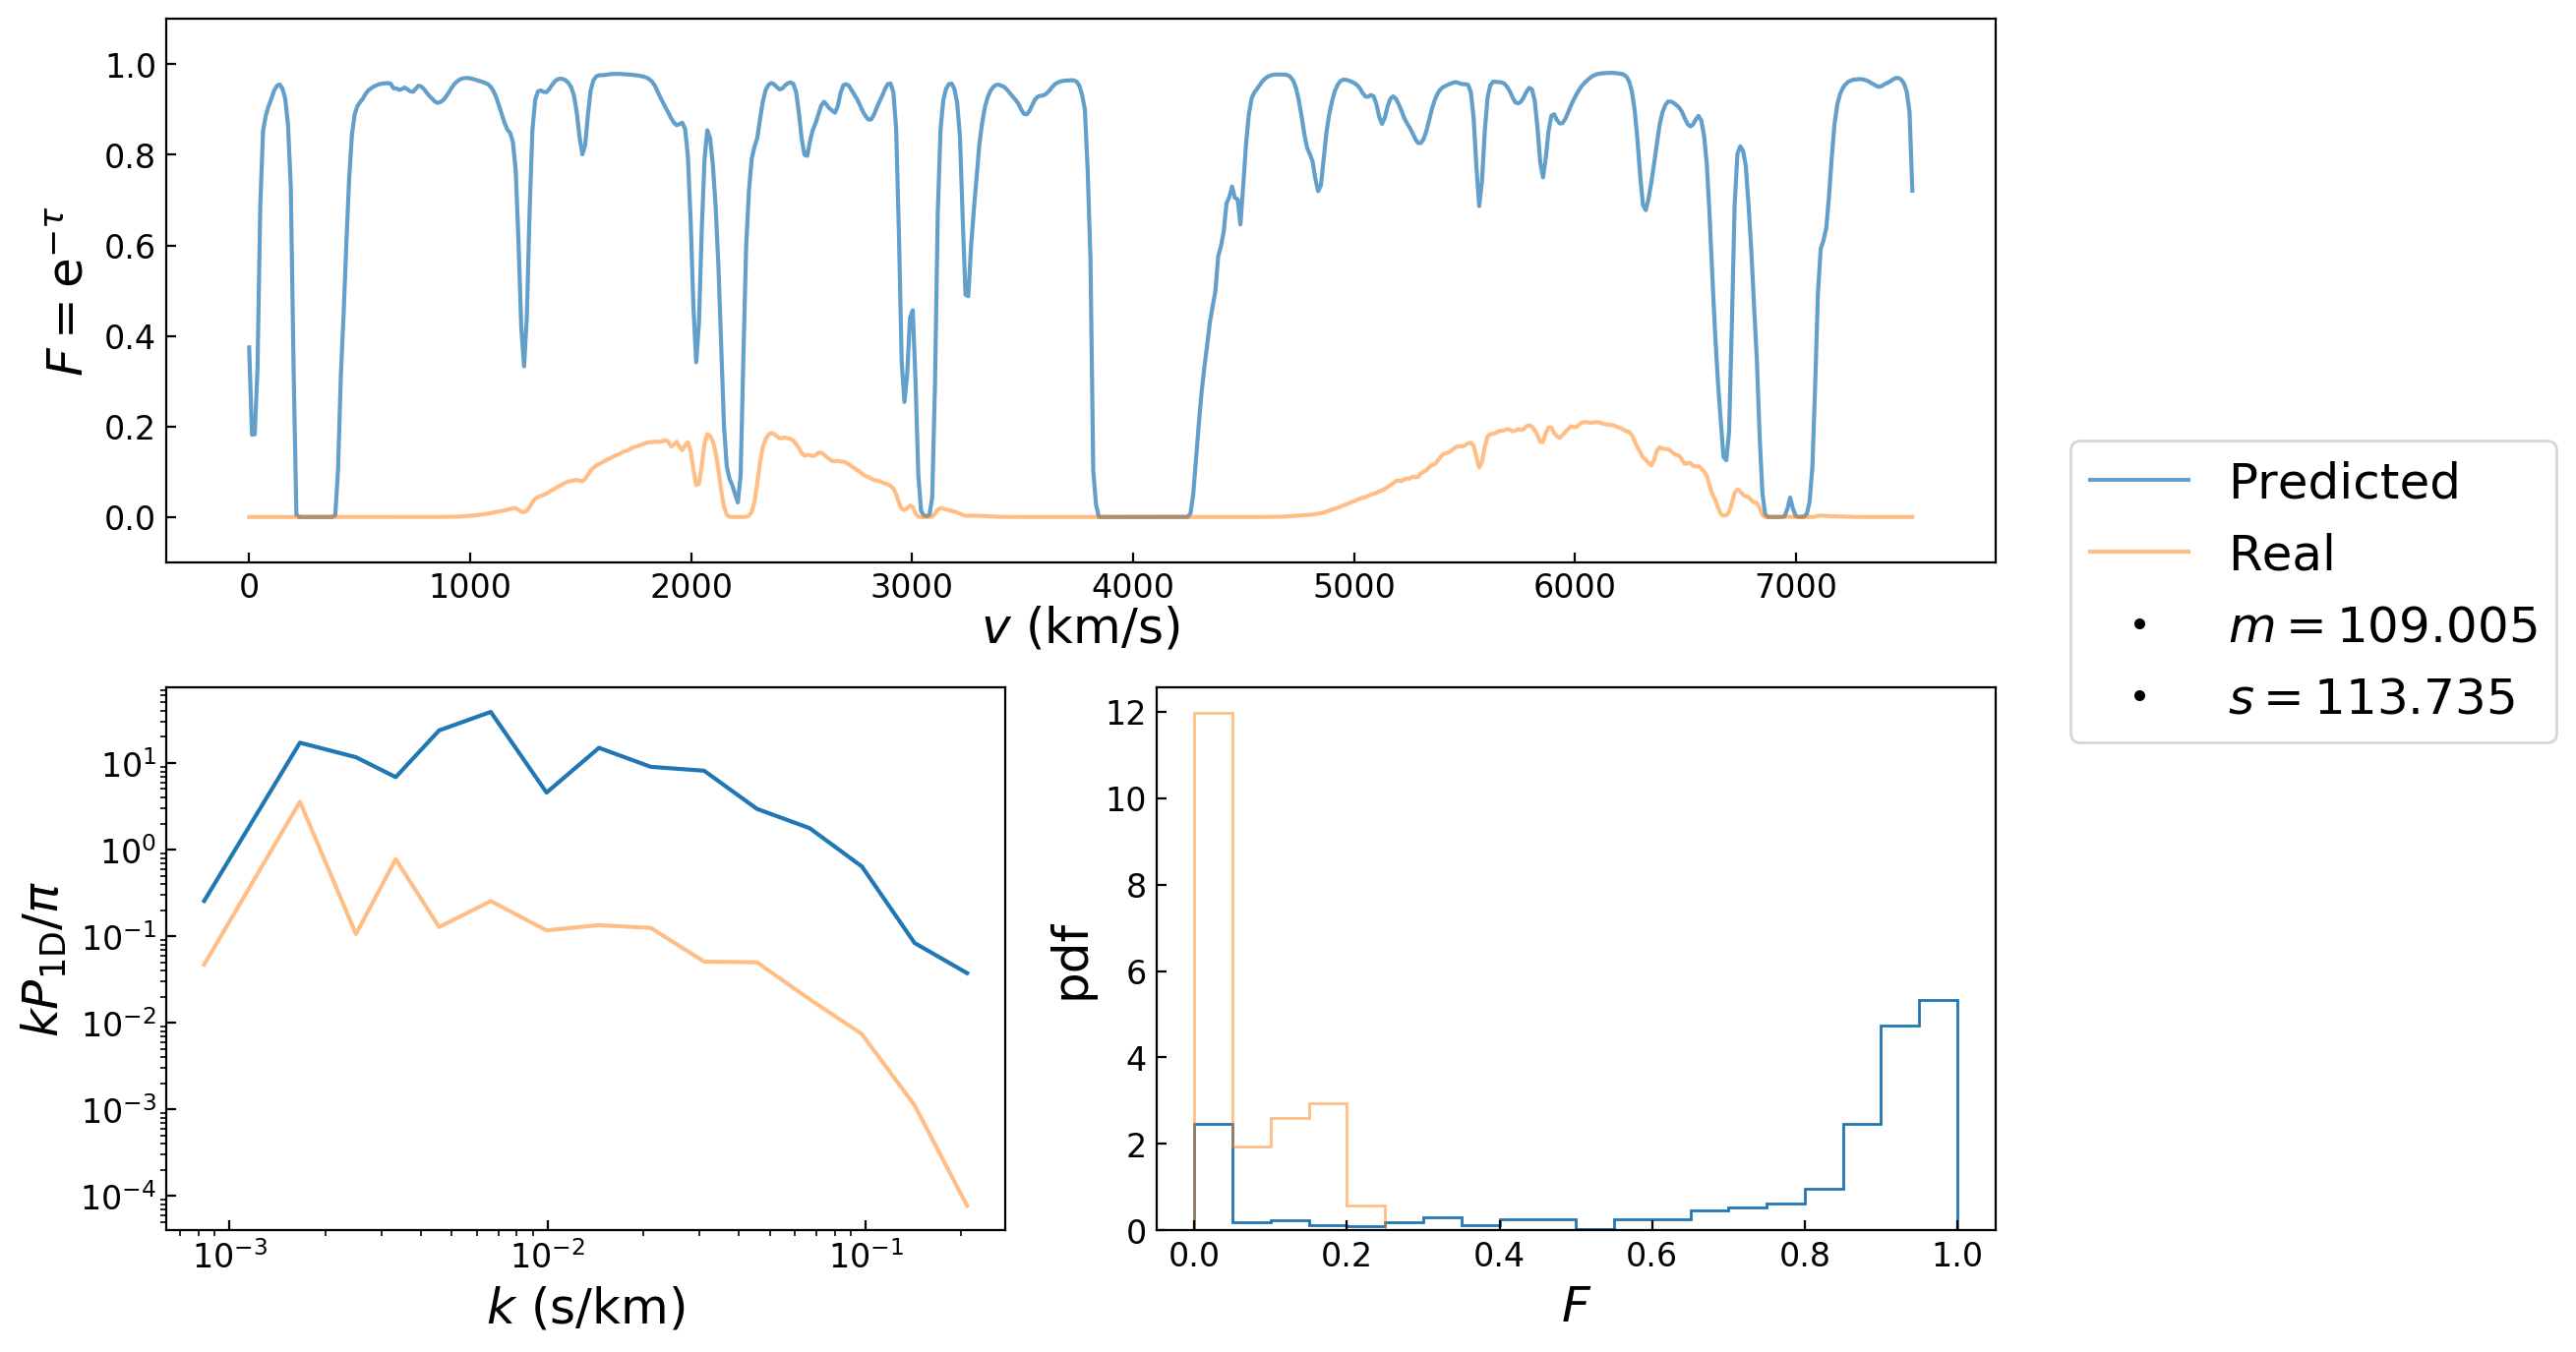 1.0
0.8
0.6
0.4
0.2
0.0
F = e^{−τ}
0 1000 2000 3000 4000 5000 6000 7000
v (km/s)
Predicted
Real
m = 109.005
s = 113.735
10^1
10^0
10^{−1}
10^{−2}
10^{−3}
10^{−4}
kP_{1D}/π
10^{−3} 10^{−2} 10^{−1}
k (s/km)
12
10
8
6
4
2
0
pdf
0.0 0.2 0.4 0.6 0.8 1.0
F